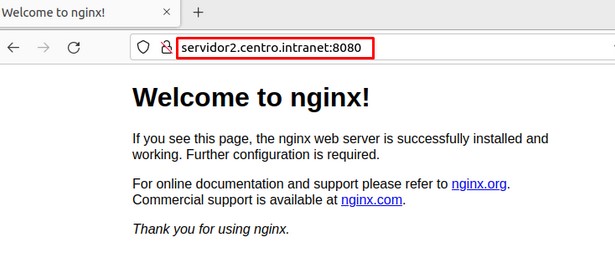 Welcome to nginx!
servidor2.centro.intranet:8080
Welcome to nginx!
If you see this page, the nginx web server is successfully installed and
working. Further configuration is required.
For online documentation and support please refer to nginx.org.
Commercial support is available at nginx.com.
Thank you for using nginx.